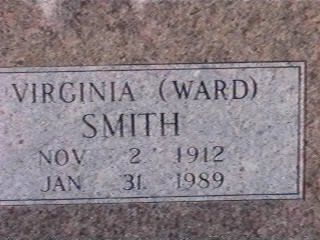 VIRGINIA (WARD)
SMITH
NOV 2 1912
JAN 31 1989